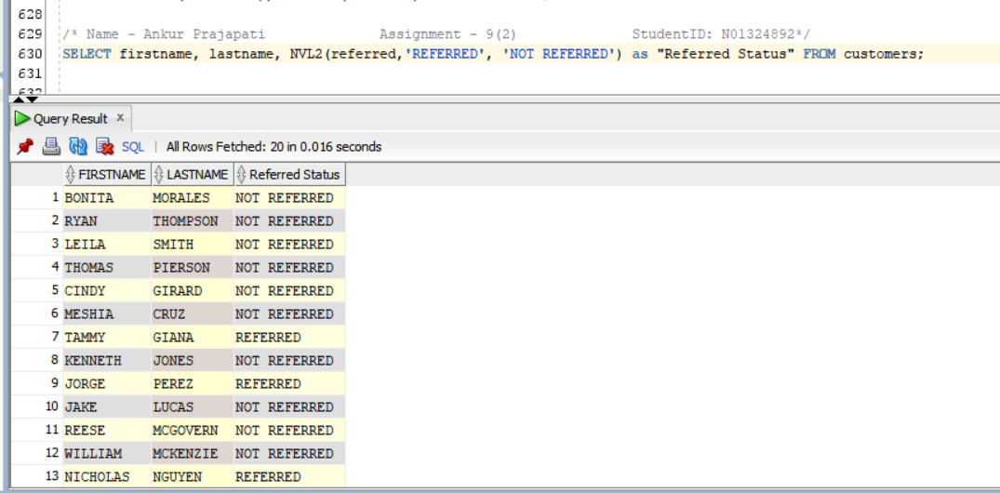 628
629 /* Name - Ankur Prajapati Assignment - 9(2) StudentID: N01324892*/
630 SELECT firstname, lastname, NVL2(referred,'REFERRED', 'NOT REFERRED') as "Referred Status" FROM customers;
631
632
Query Result x
SQL | All Rows Fetched: 20 in 0.016 seconds
FIRSTNAME LASTNAME Referred Status
1 BONITA MORALES NOT REFERRED
2 RYAN THOMPSON NOT REFERRED
3 LEILA SMITH NOT REFERRED
4 THOMAS PIERSON NOT REFERRED
5 CINDY GIRARD NOT REFERRED
6 MESHIA CRUZ NOT REFERRED
7 TAMMY GIANA REFERRED
8 KENNETH JONES NOT REFERRED
9 JORGE PEREZ REFERRED
10 JAKE LUCAS NOT REFERRED
11 REESE MCGOVERN NOT REFERRED
12 WILLIAM MCKENZIE NOT REFERRED
13 NICHOLAS NGUYEN REFERRED